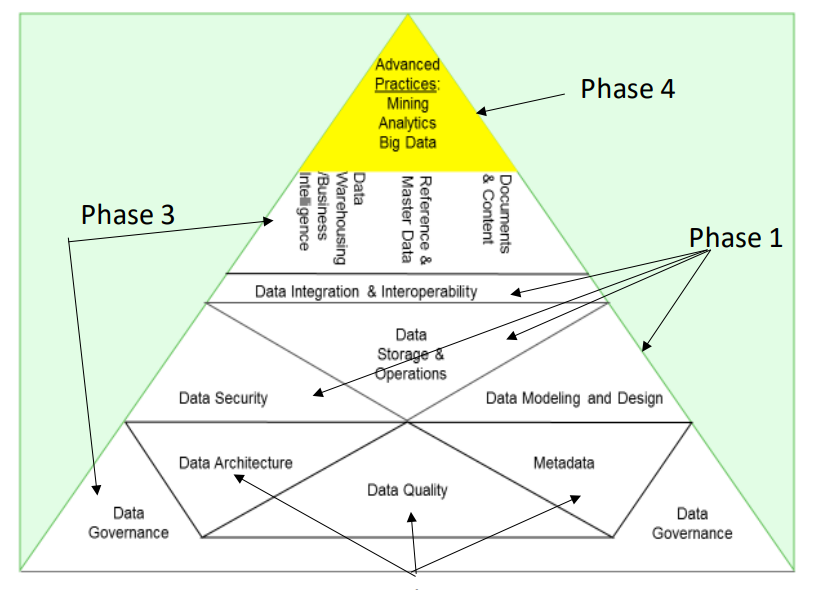 Advanced
Practices:
Mining
Analytics
Big Data
Phase 4
Phase 3
Data
Warehousing
/Business
Intelligence
Reference &
Master Data
Documents
& Content
Phase 1
Data Integration & Interoperability
Data
Storage &
Operations
Data Security
Data Modeling and Design
Data Architecture
Metadata
Data Quality
Data
Governance
Data
Governance